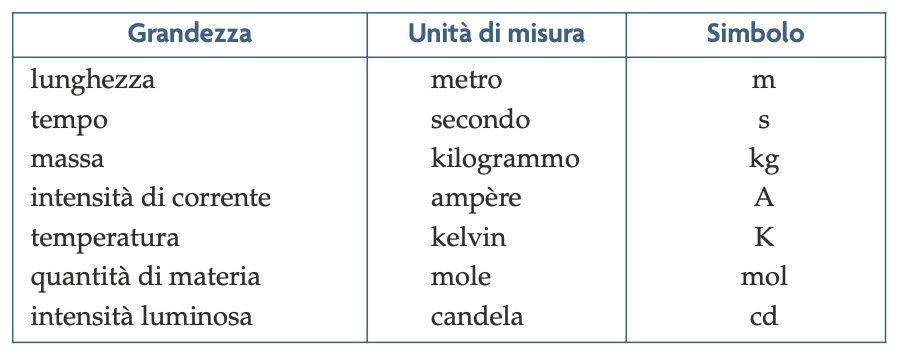 Grandezza Unità di misura Simbolo
lunghezza metro m
tempo secondo s
massa kilogrammo kg
intensità di corrente ampère A
temperatura kelvin K
quantità di materia mole mol
intensità luminosa candela cd